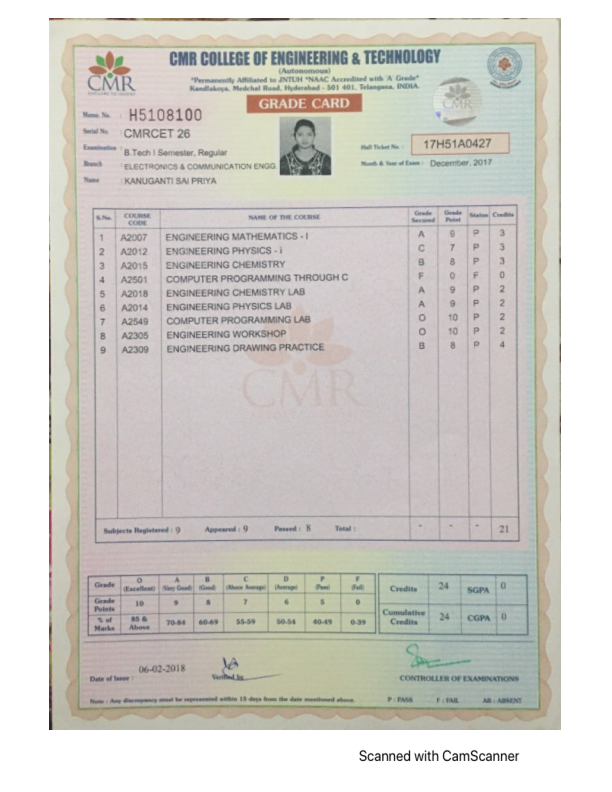 CMR COLLEGE OF ENGINEERING & TECHNOLOGY
(Autonomous)
*Permanently Affiliated to JNTUH *NAAC Accredited with 'A' Grade*
Kandlakoya, Medchal Road, Hyderabad - 501 401, Telangana, INDIA.
CMR
EXPLORE TO INVENT
GRADE CARD
CMR
Memo. No. : H5108100
Serial No. : CMRCET 26
Examination : B.Tech I Semester, Regular
Hall Ticket No. : 17H51A0427
Branch : ELECTRONICS & COMMUNICATION ENGG.
Month & Year of Exam : December, 2017
Name : KANUGANTI SAI PRIYA
S.No. COURSE CODE NAME OF THE COURSE Grade Secured Grade Point Status Credits
1 A2007 ENGINEERING MATHEMATICS - I A 9 P 3
2 A2012 ENGINEERING PHYSICS - I C 7 P 3
3 A2015 ENGINEERING CHEMISTRY B 8 P 3
4 A2501 COMPUTER PROGRAMMING THROUGH C F 0 F 0
5 A2018 ENGINEERING CHEMISTRY LAB A 9 P 2
6 A2014 ENGINEERING PHYSICS LAB A 9 P 2
7 A2549 COMPUTER PROGRAMMING LAB O 10 P 2
8 A2305 ENGINEERING WORKSHOP O 10 P 2
9 A2309 ENGINEERING DRAWING PRACTICE B 8 P 4
CMR
Subjects Registered : 9 Appeared : 9 Passed : 8 Total : - - - 21
Grade O (Excellent) A (Very Good) B (Good) C (Above Average) D (Average) P (Pass) F (Fail)
Grade Points 10 9 8 7 6 5 0
% of Marks 85 & Above 70-84 60-69 55-59 50-54 40-49 0-39
Credits 24 SGPA 0
Cumulative Credits 24 CGPA 0
Date of Issue : 06-02-2018
Verified by
CONTROLLER OF EXAMINATIONS
Note : Any discrepancy must be represented within 15 days from the date mentioned above.
P : PASS F : FAIL AB : ABSENT
Scanned with CamScanner